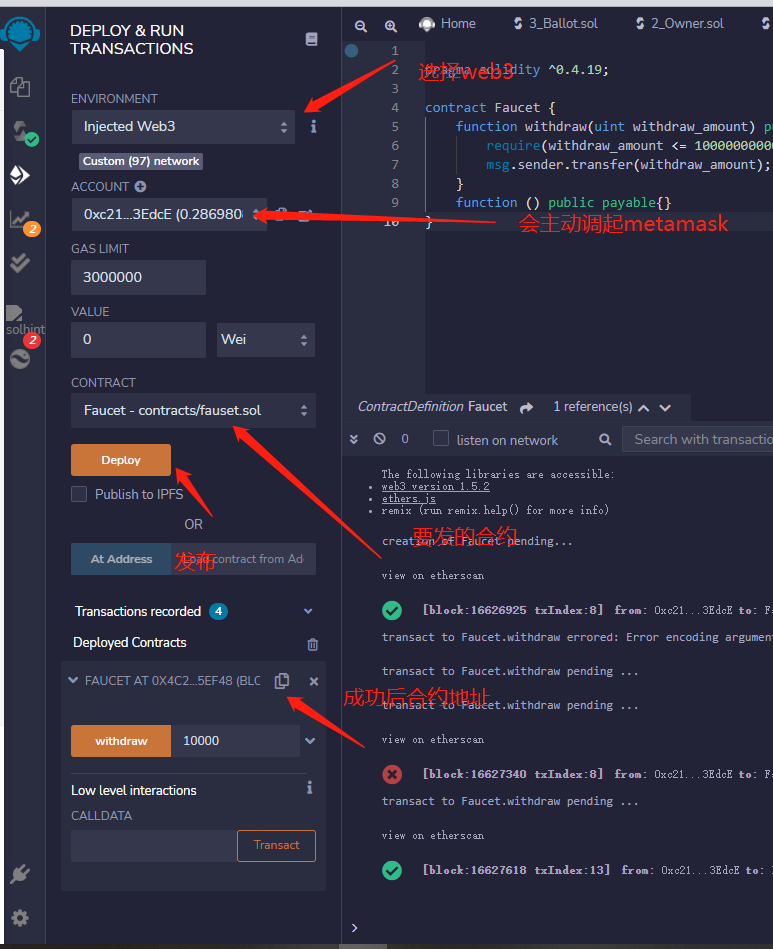 DEPLOY & RUN
TRANSACTIONS
ENVIRONMENT
Injected Web3
选择web3
Custom (97) network
ACCOUNT
0xc21...3EdcE (0.286980
会主动调起metamask
GAS LIMIT
3000000
VALUE
0
Wei
CONTRACT
Faucet - contracts/fauset.sol
Deploy
Publish to IPFS
OR
At Address
Load contract from Ad
发布
Transactions recorded 4
Deployed Contracts
FAUCET AT 0X4C2...5EF48 (BLC
withdraw
10000
Low level interactions
CALLDATA
Transact
solhint
2
2
Home
3_Ballot.sol
2_Owner.sol
1
2 pragma solidity ^0.4.19;
3
4 contract Faucet {
5 function withdraw(uint withdraw_amount) pu
6 require(withdraw_amount <= 10000000000
7 msg.sender.transfer(withdraw_amount);
8 }
9 function () public payable{}
10 }
ContractDefinition Faucet
1 reference(s)
0
listen on network
Search with transactio
The following libraries are accessible:
web3 version 1.5.2
ethers.js
remix (run remix.help() for more info)
要发的合约
creation of Faucet pending...
view on etherscan
[block:16626925 txIndex:8] from: 0xc21...3EdcE to: Fa
transact to Faucet.withdraw errored: Error encoding argumen
transact to Faucet.withdraw pending ...
成功后合约地址
transact to Faucet.withdraw pending ...
view on etherscan
[block:16627340 txIndex:8] from: 0xc21...3EdcE to: Fa
transact to Faucet.withdraw pending ...
view on etherscan
[block:16627618 txIndex:13] from: 0xc21...3EdcE to:
>